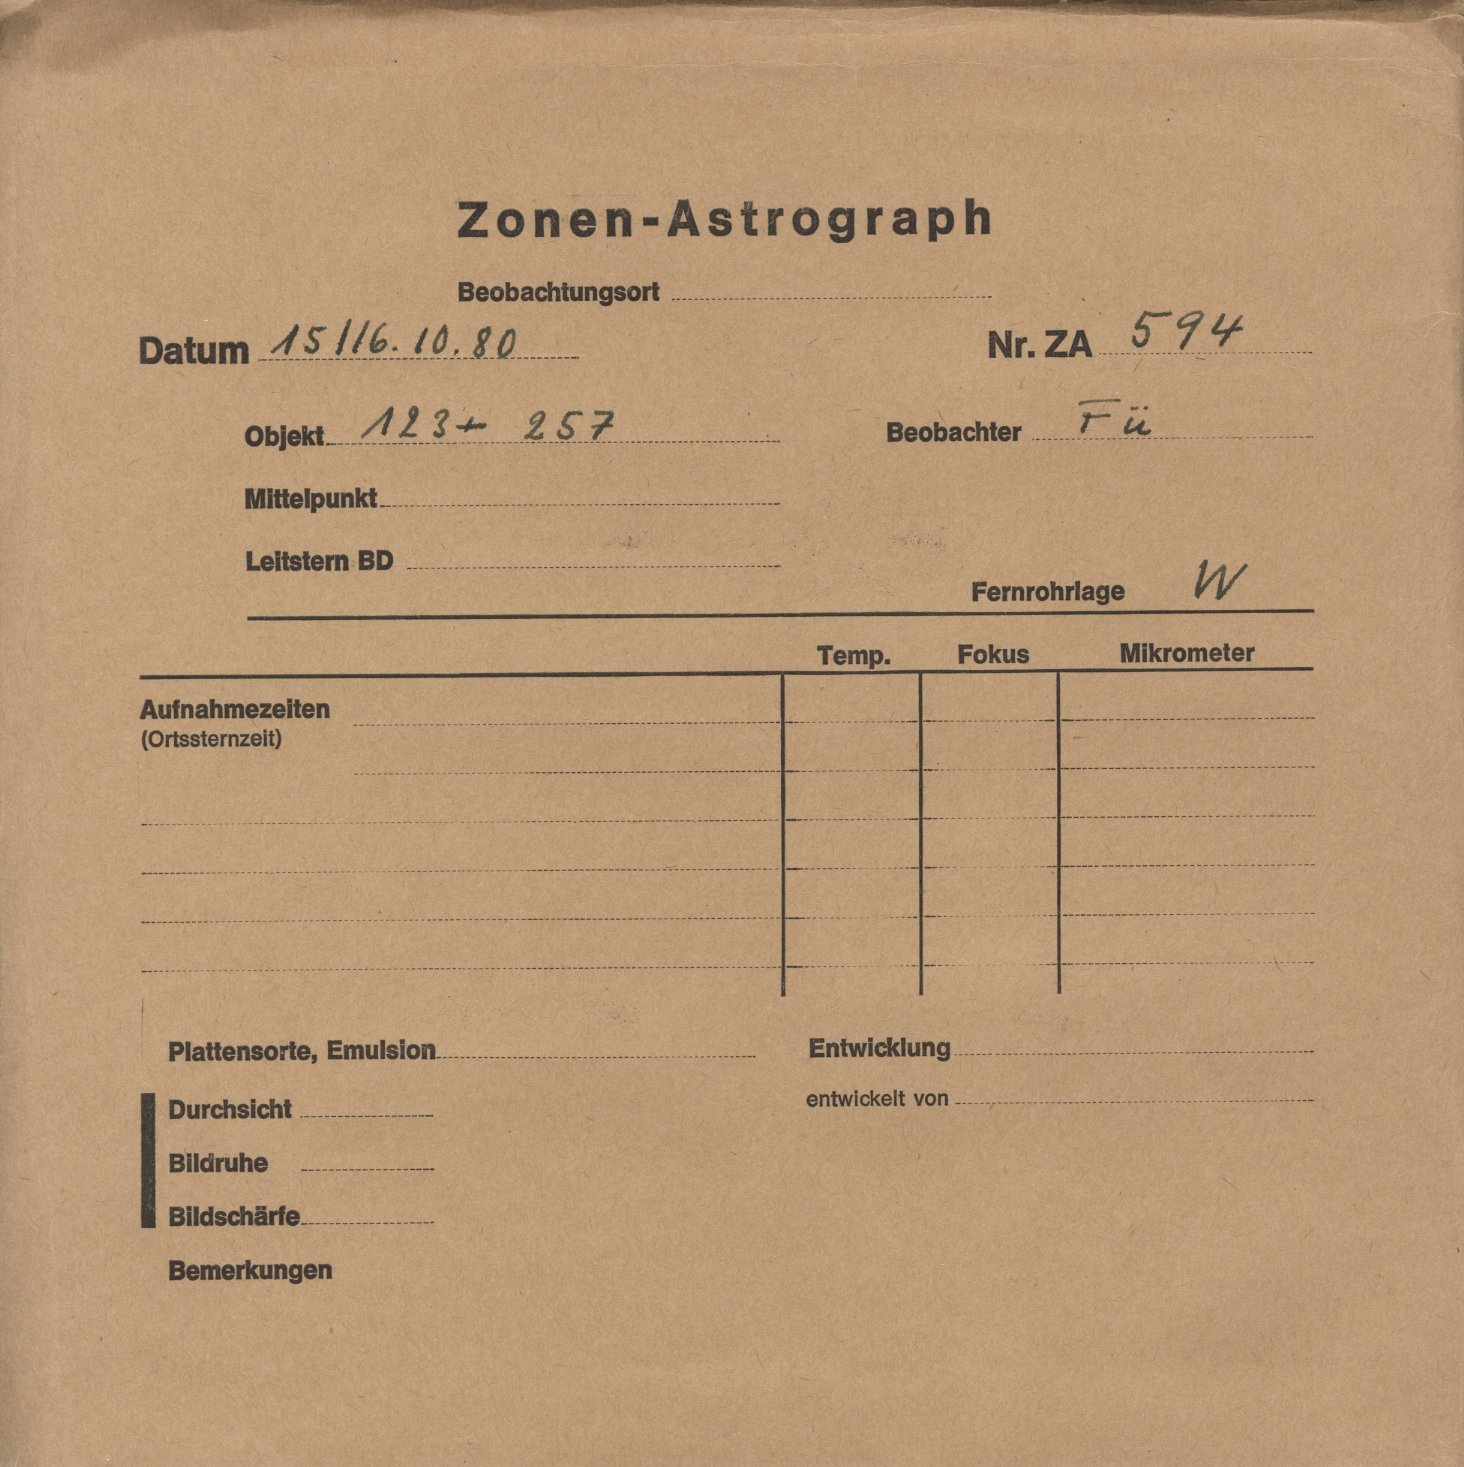 Zonen-Astrograph
Beobachtungsort
Datum 15/16.10.80 Nr. ZA 594
Objekt 123+ 257 Beobachter Fü
Mittelpunkt
Leitstern BD
Fernrohrlage W
Temp. Fokus Mikrometer
Aufnahmezeiten
(Ortssternzeit)
Plattensorte, Emulsion Entwicklung
Durchsicht entwickelt von
Bildruhe
Bildschärfe
Bemerkungen